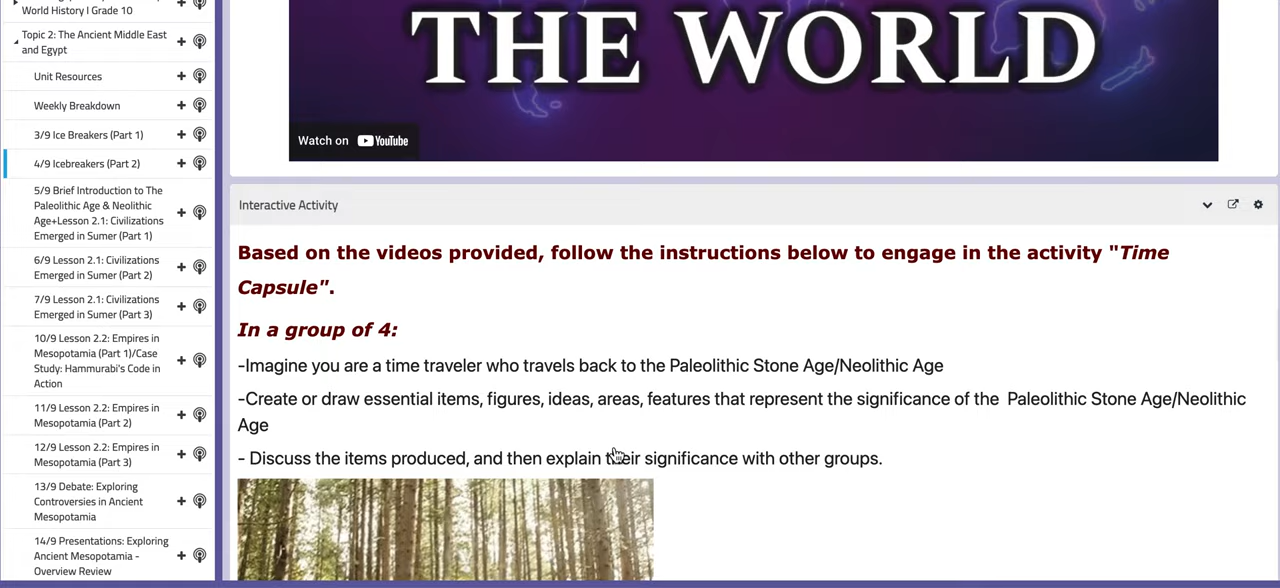 World History I Grade 10
Topic 2: The Ancient Middle East
and Egypt
Unit Resources
Weekly Breakdown
3/9 Ice Breakers (Part 1)
4/9 Icebreakers (Part 2)
5/9 Brief Introduction to The
Paleolithic Age & Neolithic
Age+Lesson 2.1: Civilizations
Emerged in Sumer (Part 1)
6/9 Lesson 2.1: Civilizations
Emerged in Sumer (Part 2)
7/9 Lesson 2.1: Civilizations
Emerged in Sumer (Part 3)
10/9 Lesson 2.2: Empires in
Mesopotamia (Part 1)/Case
Study: Hammurabi's Code in
Action
11/9 Lesson 2.2: Empires in
Mesopotamia (Part 2)
12/9 Lesson 2.2: Empires in
Mesopotamia (Part 3)
13/9 Debate: Exploring
Controversies in Ancient
Mesopotamia
14/9 Presentations: Exploring
Ancient Mesopotamia -
Overview Review
THE WORLD
Watch on YouTube
Interactive Activity
Based on the videos provided, follow the instructions below to engage in the activity "Time
Capsule".
In a group of 4:
-Imagine you are a time traveler who travels back to the Paleolithic Stone Age/Neolithic Age
-Create or draw essential items, figures, ideas, areas, features that represent the significance of the Paleolithic Stone Age/Neolithic
Age
- Discuss the items produced, and then explain their significance with other groups.